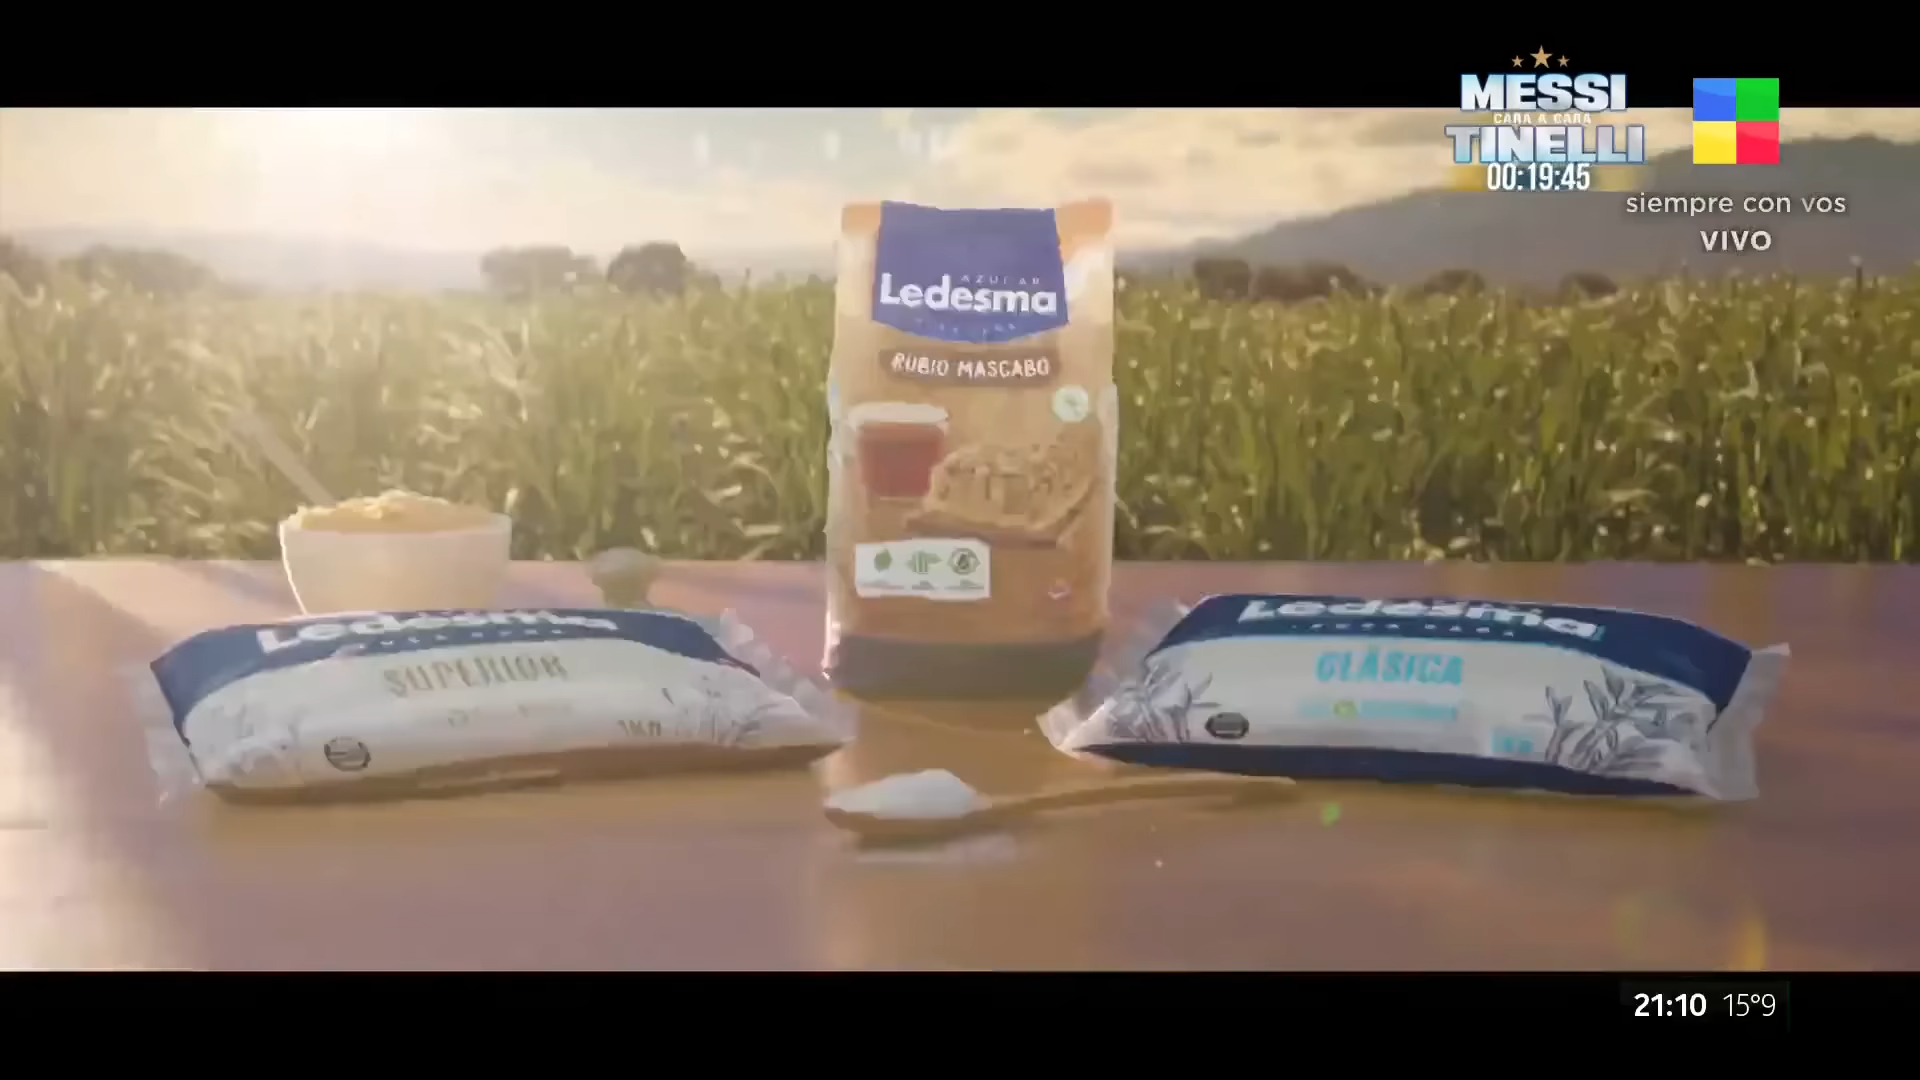 MESSI
CARA A CARA
TINELLI
00:19:45
siempre con vos
VIVO
AZUCAR
Ledesma
RUBIO MASCABO
Ledesma
SUPERIOR
1KG
Ledesma
CLÁSICA
21:10 15°9